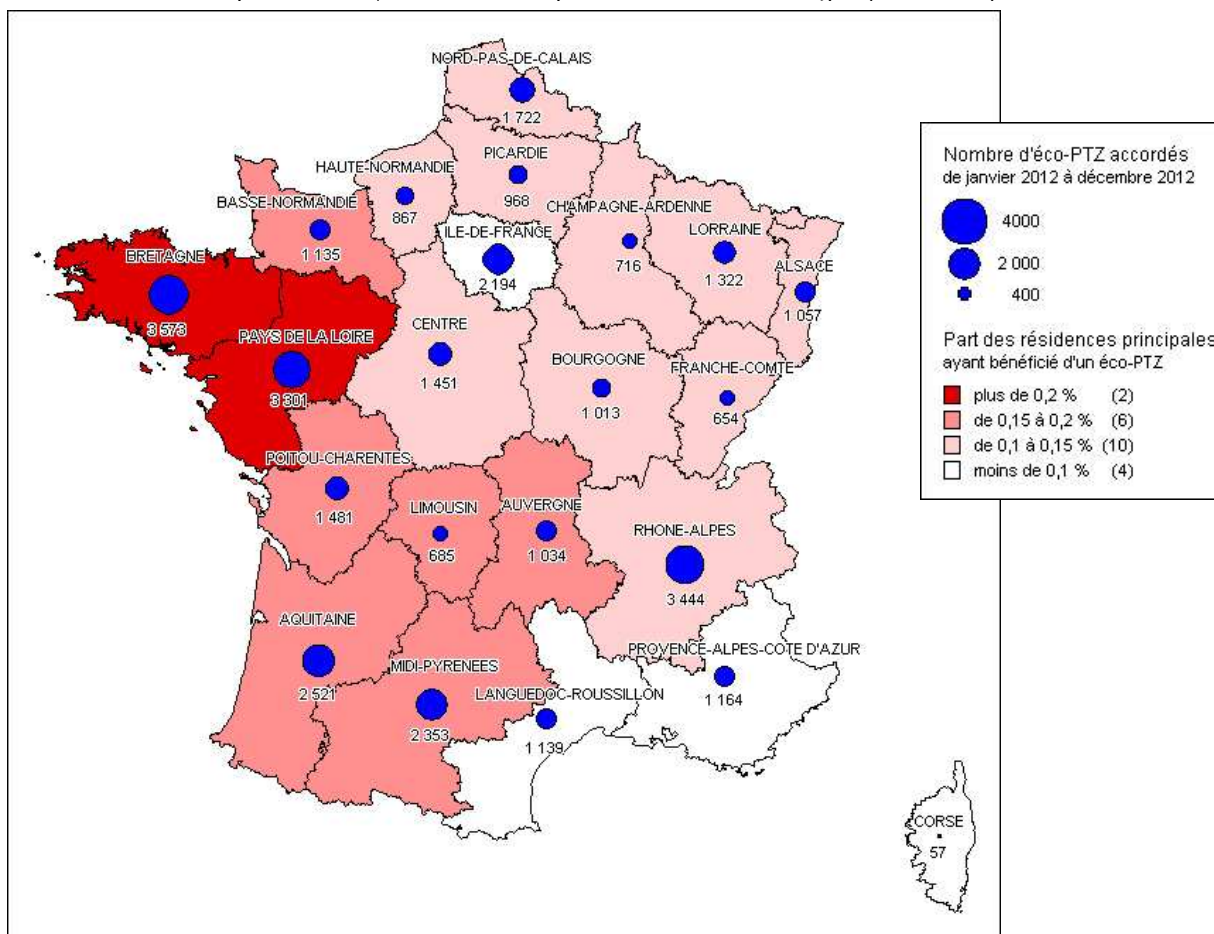 NORD-PAS-DE-CALAIS
1 722
PICARDIE
968
HAUTE-NORMANDIE
867
BASSE-NORMANDIE
1 135
CHAMPAGNE-ARDENNE
716
ILE-DE-FRANCE
2 194
LORRAINE
1 322
ALSACE
1 057
BRETAGNE
3 573
PAYS DE LA LOIRE
3 301
CENTRE
1 451
BOURGOGNE
1 013
FRANCHE-COMTE
654
POITOU-CHARENTES
1 481
LIMOUSIN
685
AUVERGNE
1 034
RHONE-ALPES
3 444
AQUITAINE
2 521
MIDI-PYRENEES
2 353
LANGUEDOC-ROUSSILLON
1 139
PROVENCE-ALPES-COTE D'AZUR
1 164
CORSE
57
Nombre d'éco-PTZ accordés
de janvier 2012 à décembre 2012
4000
2 000
400
Part des résidences principales
ayant bénéficié d'un éco-PTZ
plus de 0,2 % (2)
de 0,15 à 0,2 % (6)
de 0,1 à 0,15 % (10)
moins de 0,1 % (4)